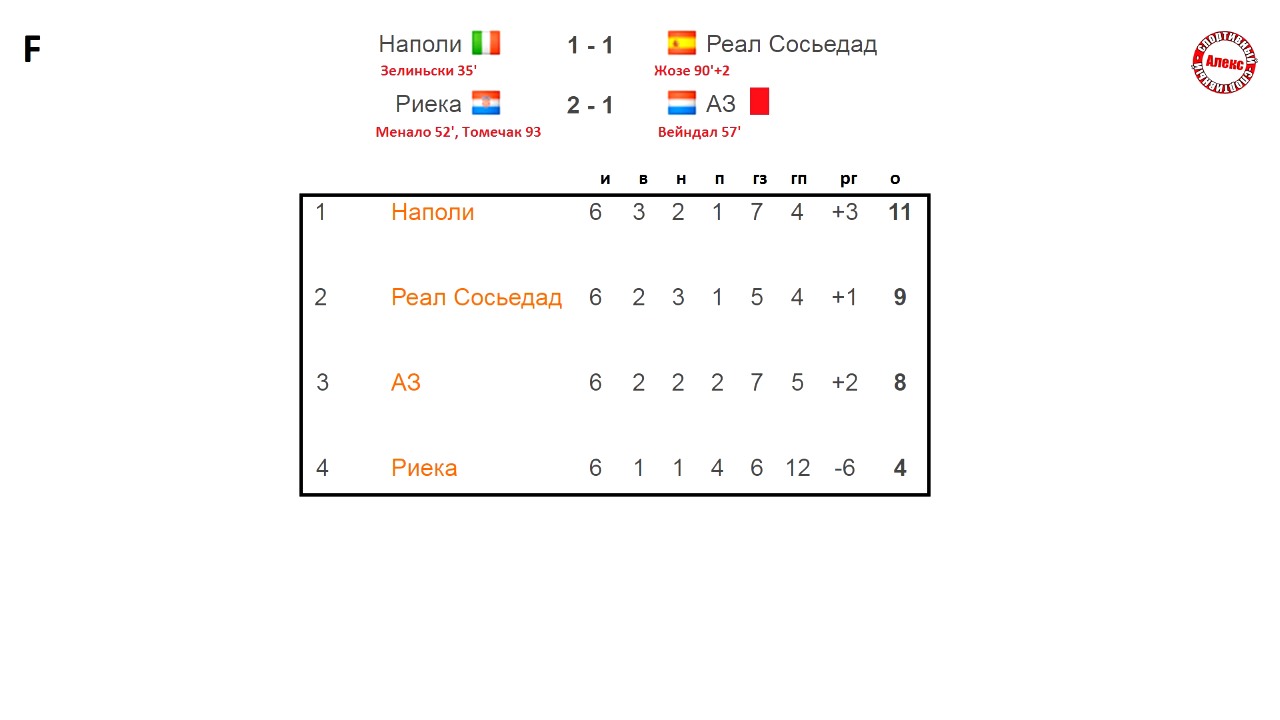 F
Наполи 1 - 1 Реал Сосьедад
Зелиньски 35' Жозе 90'+2
Риека 2 - 1 АЗ
Менало 52', Томечак 93 Вейндал 57'
СПОРТИВНЫЙ
Алекс
СПОРТИВНЫЙ
и в н п гз гп рг о
1 Наполи 6 3 2 1 7 4 +3 11
2 Реал Сосьедад 6 2 3 1 5 4 +1 9
3 АЗ 6 2 2 2 7 5 +2 8
4 Риека 6 1 1 4 6 12 -6 4